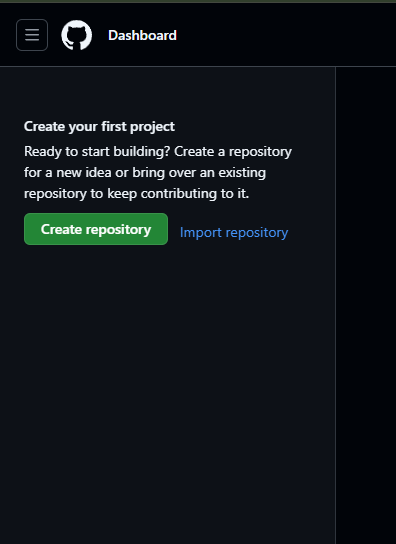 Dashboard
Create your first project
Ready to start building? Create a repository
for a new idea or bring over an existing
repository to keep contributing to it.
Create repository
Import repository